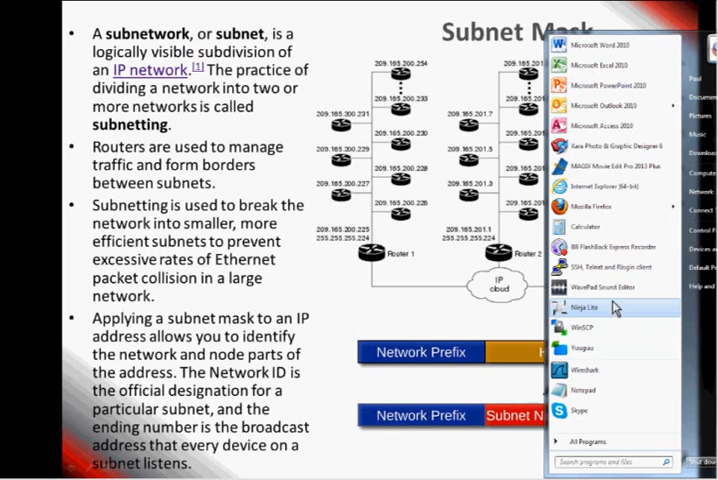 Subnet Mask
• A subnetwork, or subnet, is a
logically visible subdivision of
an IP network.[1] The practice of
dividing a network into two or
more networks is called
subnetting.
• Routers are used to manage
traffic and form borders
between subnets.
• Subnetting is used to break the
network into smaller, more
efficient subnets to prevent
excessive rates of Ethernet
packet collision in a large
network.
• Applying a subnet mask to an IP
address allows you to identify
the network and node parts of
the address. The Network ID is
the official designation for a
particular subnet, and the
ending number is the broadcast
address that every device on a
subnet listens.
209.165.200.254
209.165.200.233
209.165.200.231
209.165.200.230
209.165.200.229
209.165.200.228
209.165.200.227
209.165.200.226
209.165.200.225
255.255.255.224
Router 1
209.165.201
209.165.201.7
209.165.201.5
209.165.201.3
209.165.201.1
255.255.255.224
Router 2
IP
cloud
Network Prefix
H
Network Prefix
Subnet N
Microsoft Word 2010
Microsoft Excel 2010
Microsoft PowerPoint 2010
Microsoft Outlook 2010
Microsoft Access 2010
Xara Photo & Graphic Designer 6
MAGIX Movie Edit Pro 2013 Plus
Internet Explorer (64-bit)
Mozilla Firefox
Calculator
BB FlashBack Express Recorder
SSH, Telnet and Rlogin client
WavePad Sound Editor
Ninja Lite
WinSCP
Yuuguu
Wireshark
Notepad
Skype
All Programs
Search programs and files
Paul
Documen
Pictures
Music
Download
Compute
Network
Connect T
Control P
Devices a
Default P
Help and
Shut dow